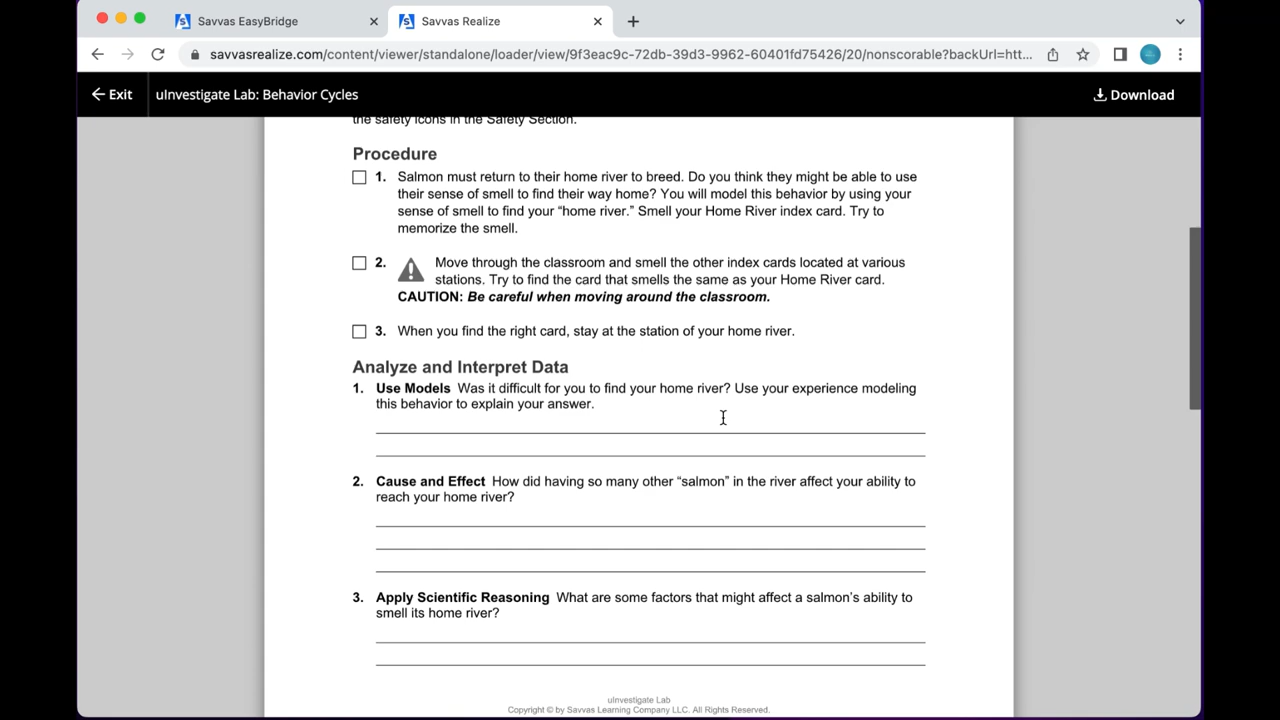 Savvas EasyBridge
Savvas Realize
savvasrealize.com/content/viewer/standalone/loader/view/9f3eac9c-72db-39d3-9962-60401fd75426/20/nonscorable?backUrl=htt...
Exit
uInvestigate Lab: Behavior Cycles
Download
the safety icons in the Safety Section.
Procedure
1. Salmon must return to their home river to breed. Do you think they might be able to use
their sense of smell to find their way home? You will model this behavior by using your
sense of smell to find your “home river.” Smell your Home River index card. Try to
memorize the smell.
2. Move through the classroom and smell the other index cards located at various
stations. Try to find the card that smells the same as your Home River card.
CAUTION: Be careful when moving around the classroom.
3. When you find the right card, stay at the station of your home river.
Analyze and Interpret Data
1. Use Models Was it difficult for you to find your home river? Use your experience modeling
this behavior to explain your answer.
2. Cause and Effect How did having so many other “salmon” in the river affect your ability to
reach your home river?
3. Apply Scientific Reasoning What are some factors that might affect a salmon’s ability to
smell its home river?
uInvestigate Lab
Copyright © by Savvas Learning Company LLC. All Rights Reserved.